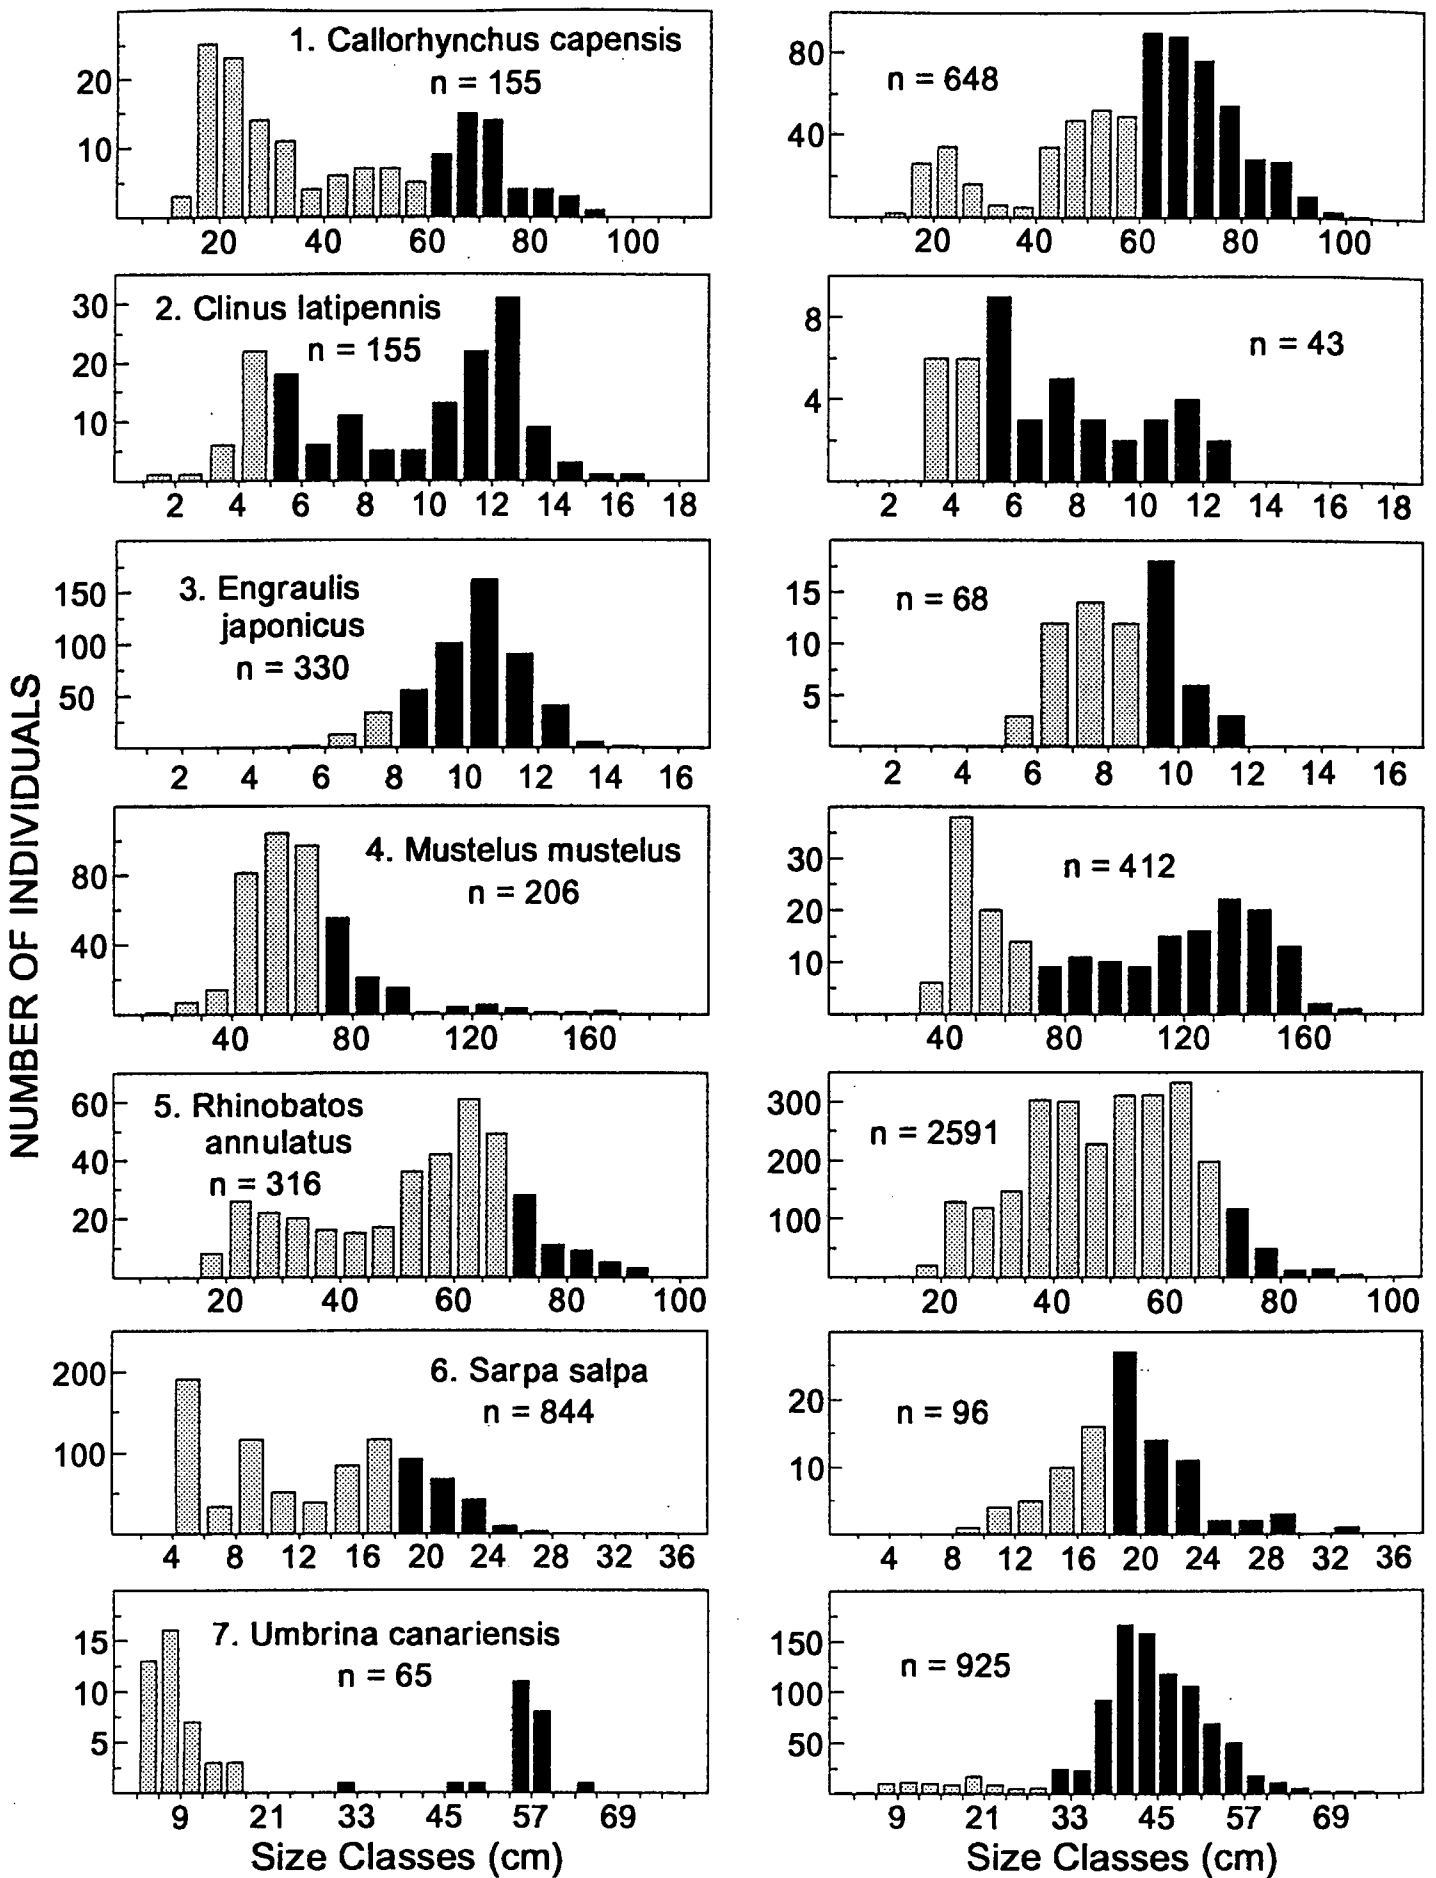 NUMBER OF INDIVIDUALS
1. Callorhynchus capensis
n = 155
20
10
20 40 60 80 100
n = 648
80
40
20 40 60 80 100
2. Clinus latipennis
n = 155
30
20
10
2 4 6 8 10 12 14 16 18
n = 43
8
4
2 4 6 8 10 12 14 16 18
3. Engraulis
japonicus
n = 330
150
100
50
2 4 6 8 10 12 14 16
n = 68
15
10
5
2 4 6 8 10 12 14 16
4. Mustelus mustelus
n = 206
80
40
40 80 120 160
n = 412
30
20
10
40 80 120 160
5. Rhinobatos
annulatus
n = 316
60
40
20
20 40 60 80 100
n = 2591
300
200
100
20 40 60 80 100
6. Sarpa salpa
n = 844
200
100
4 8 12 16 20 24 28 32 36
n = 96
20
10
4 8 12 16 20 24 28 32 36
7. Umbrina canariensis
n = 65
15
10
5
9 21 33 45 57 69
Size Classes (cm)
n = 925
150
100
50
9 21 33 45 57 69
Size Classes (cm)